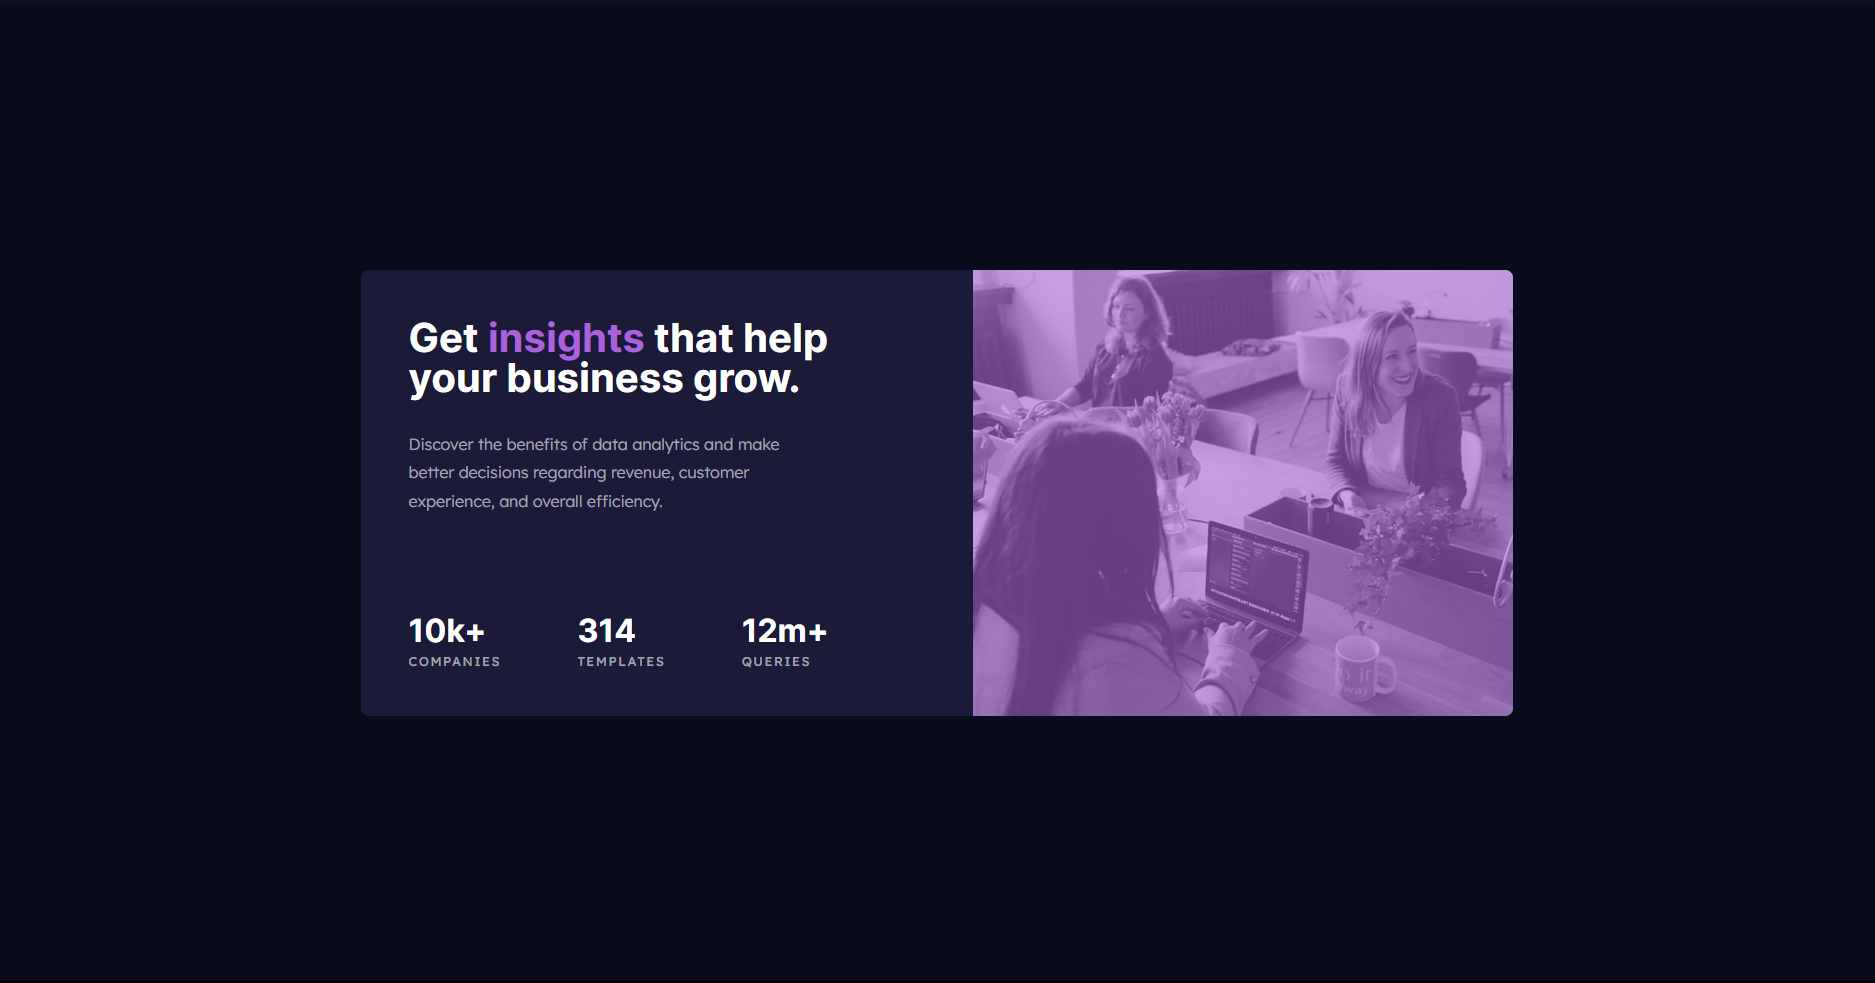 Get insights that help
your business grow.
Discover the benefits of data analytics and make
better decisions regarding revenue, customer
experience, and overall efficiency.
10k+ 314 12m+
COMPANIES TEMPLATES QUERIES